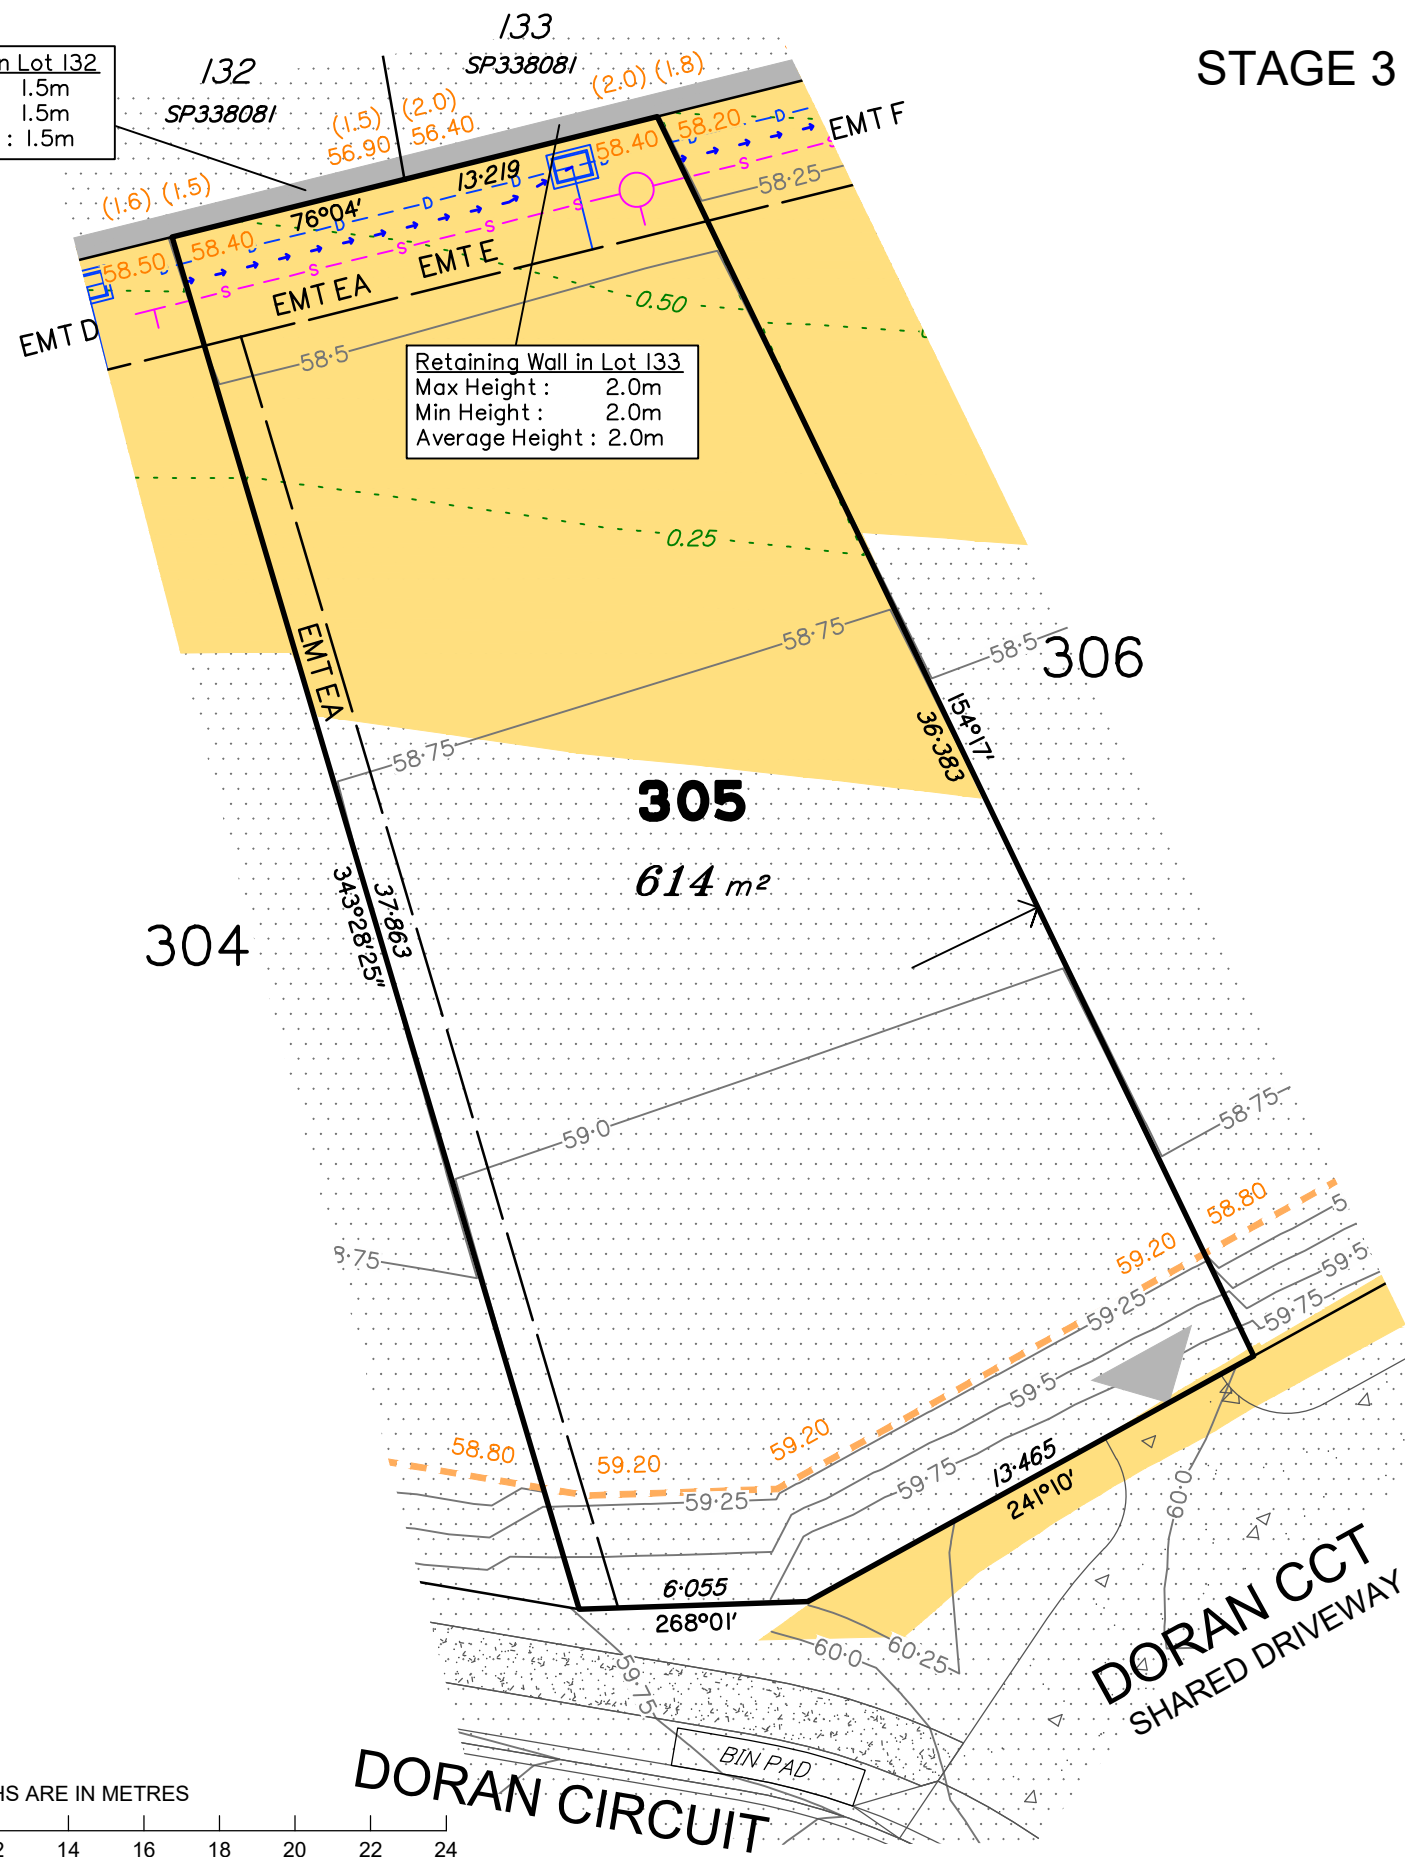 STAGE 3
133
SP338081
132
SP338081
n Lot 132
1.5m
1.5m
: 1.5m
(2.0) (1.8)
(1.5) (2.0)
56.90 56.40
(1.6) (1.5)
58.40 58.20
EMT F
13·219
76°04'
58·25
58.50 58.40
EMT D
EMT EA
EMT E
0.50
58·5
Retaining Wall in Lot 133
Max Height : 2.0m
Min Height : 2.0m
Average Height : 2.0m
0.25
EMT EA
58·75
58·5
306
154°17'
36·383
58·75
305
614 m²
304
343°28'25"
37·863
59·0
58·75
58.80
59.20
5
59·5
59·75
59·25
8·75
59·5
58.80
59.20
59.20
59·25
59·75
13·465
241°10'
60·0
6·055
268°01'
60·0
60·25
59·75
DORAN CCT
SHARED DRIVEWAY
BIN PAD
DORAN CIRCUIT
HS ARE IN METRES
2 14 16 18 20 22 24